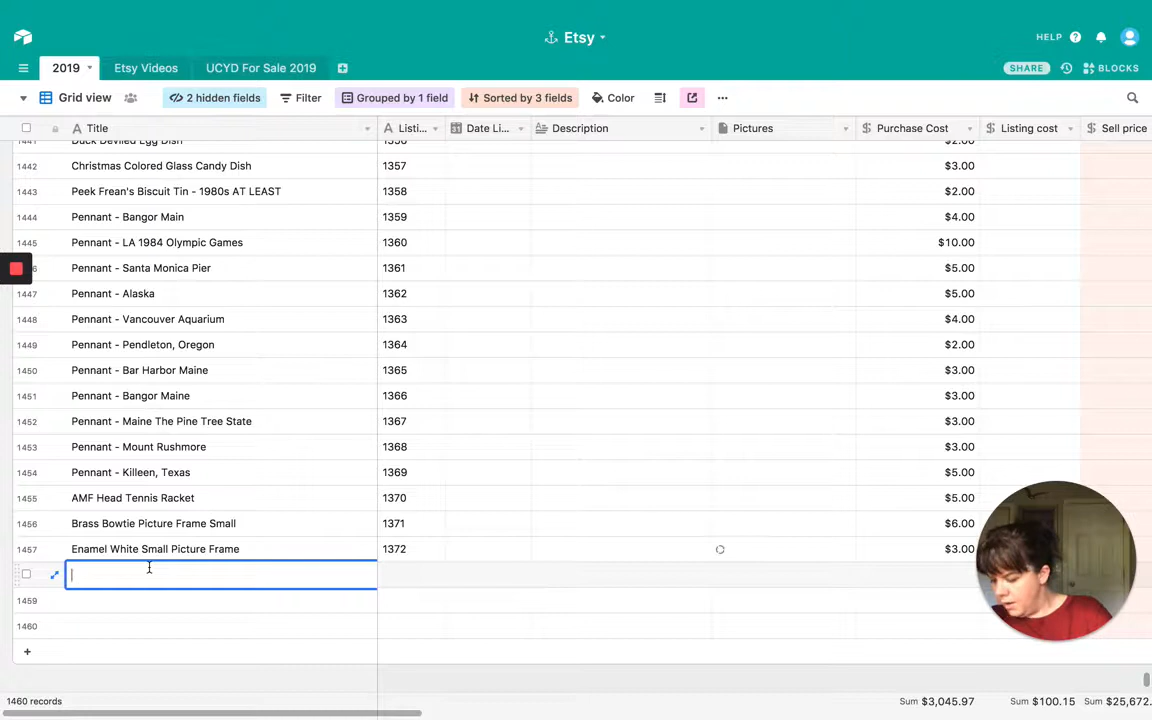 Etsy
HELP
2019
Etsy Videos
UCYD For Sale 2019
SHARE
BLOCKS
Grid view
2 hidden fields
Filter
Grouped by 1 field
Sorted by 3 fields
Color
Title
Listi...
Date Li...
Description
Pictures
Purchase Cost
Listing cost
Sell price
Duck Deviled Egg Dish $2.00
1442 Christmas Colored Glass Candy Dish 1357 $3.00
1443 Peek Frean's Biscuit Tin - 1980s AT LEAST 1358 $2.00
1444 Pennant - Bangor Main 1359 $4.00
1445 Pennant - LA 1984 Olympic Games 1360 $10.00
Pennant - Santa Monica Pier 1361 $5.00
1447 Pennant - Alaska 1362 $5.00
1448 Pennant - Vancouver Aquarium 1363 $4.00
1449 Pennant - Pendleton, Oregon 1364 $2.00
1450 Pennant - Bar Harbor Maine 1365 $3.00
1451 Pennant - Bangor Maine 1366 $3.00
1452 Pennant - Maine The Pine Tree State 1367 $3.00
1453 Pennant - Mount Rushmore 1368 $3.00
1454 Pennant - Killeen, Texas 1369 $5.00
1455 AMF Head Tennis Racket 1370 $5.00
1456 Brass Bowtie Picture Frame Small 1371 $6.00
1457 Enamel White Small Picture Frame 1372 $3.00
1459
1460
+
1460 records
Sum $3,045.97
Sum $100.15
Sum $25,672.